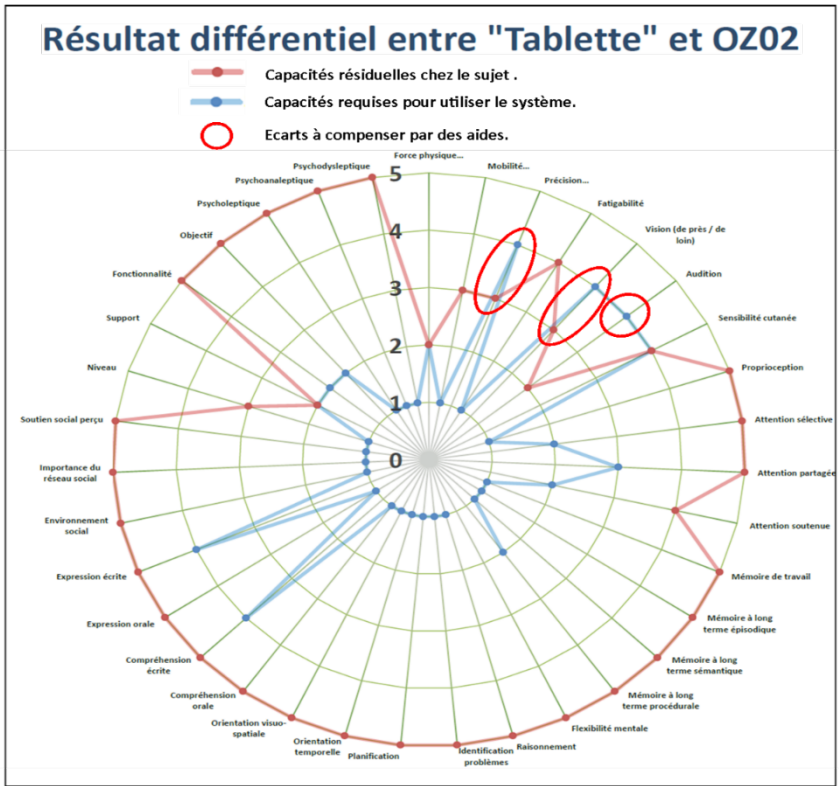 Résultat différentiel entre "Tablette" et OZ02
Capacités résiduelles chez le sujet .
Capacités requises pour utiliser le système.
Ecarts à compenser par des aides.
Force physique...
Mobilité...
Précision...
Fatigabilité
Vision (de près / de
loin)
Audition
Sensibilité cutanée
Proprioception
Attention sélective
Attention partagée
Attention soutenue
Mémoire de travail
Mémoire à long
terme épisodique
Mémoire à long
terme sémantique
Mémoire à long
terme procédurale
Flexibilité mentale
Raisonnement
Identification
problèmes
Planification
Orientation
temporelle
Orientation visuo-
spatiale
Compréhension
orale
Compréhension
écrite
Expression orale
Expression écrite
Environnement
social
Importance du
réseau social
Soutien social perçu
Niveau
Support
Fonctionnalité
Objectif
Psycholeptique
Psychoanaleptique
Psychodysleptique
5
4
3
2
1
0